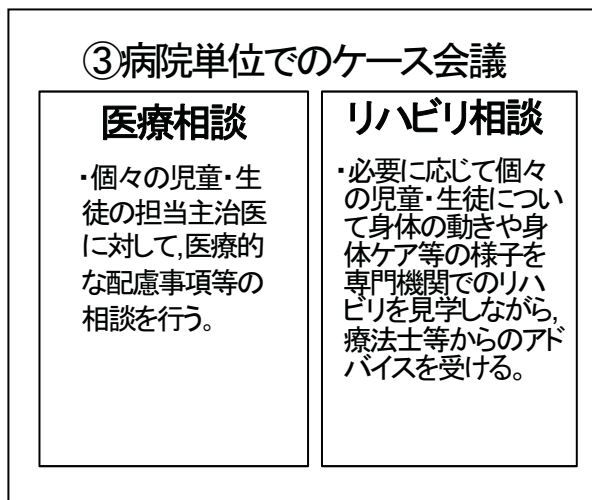 ③病院単位でのケース会議
医療相談
・個々の児童・生
徒の担当主治医
に対して,医療的
な配慮事項等の
相談を行う。
リハビリ相談
・必要に応じて個々
の児童・生徒につい
て身体の動きや身
体ケア等の様子を
専門機関でのリハ
ビリを見学しながら,
療法士等からのアド
バイスを受ける。